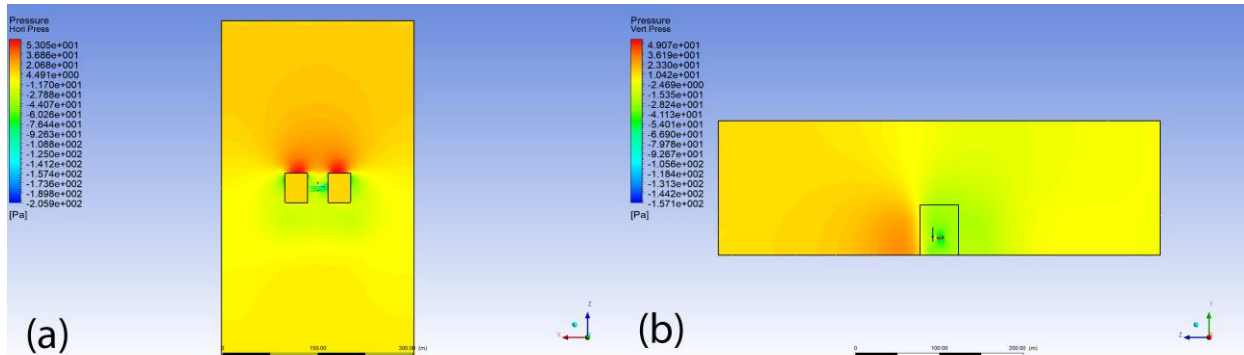 Pressure
Hori Press
5.305e+001
3.686e+001
2.068e+001
4.491e+000
-1.170e+001
-2.788e+001
-4.407e+001
-6.026e+001
-7.644e+001
-9.263e+001
-1.088e+002
-1.250e+002
-1.412e+002
-1.574e+002
-1.736e+002
-1.898e+002
-2.059e+002
[Pa]
(a)
0
150.00
300.00 (m)
X
Z
Pressure
Vert Press
4.907e+001
3.619e+001
2.330e+001
1.042e+001
-2.469e+000
-1.535e+001
-2.824e+001
-4.113e+001
-5.401e+001
-6.690e+001
-7.978e+001
-9.267e+001
-1.056e+002
-1.184e+002
-1.313e+002
-1.442e+002
-1.571e+002
[Pa]
(b)
0
100.00
200.00 (m)
Z
Y